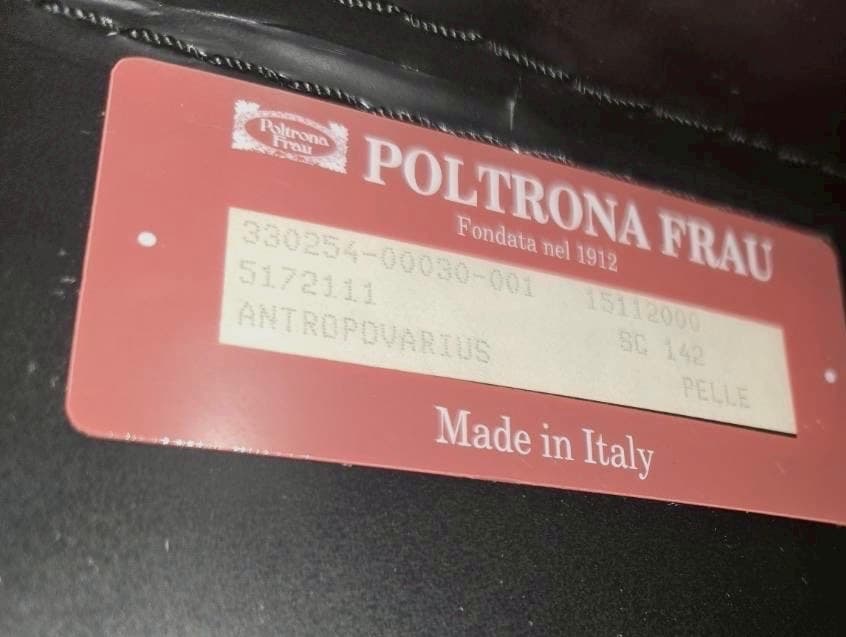 Poltrona
Frau
POLTRONA FRAU
Fondata nel 1912
330254-00030-001 15112000
5172111 SC 142
ANTROPOVARIUS PELLE
Made in Italy